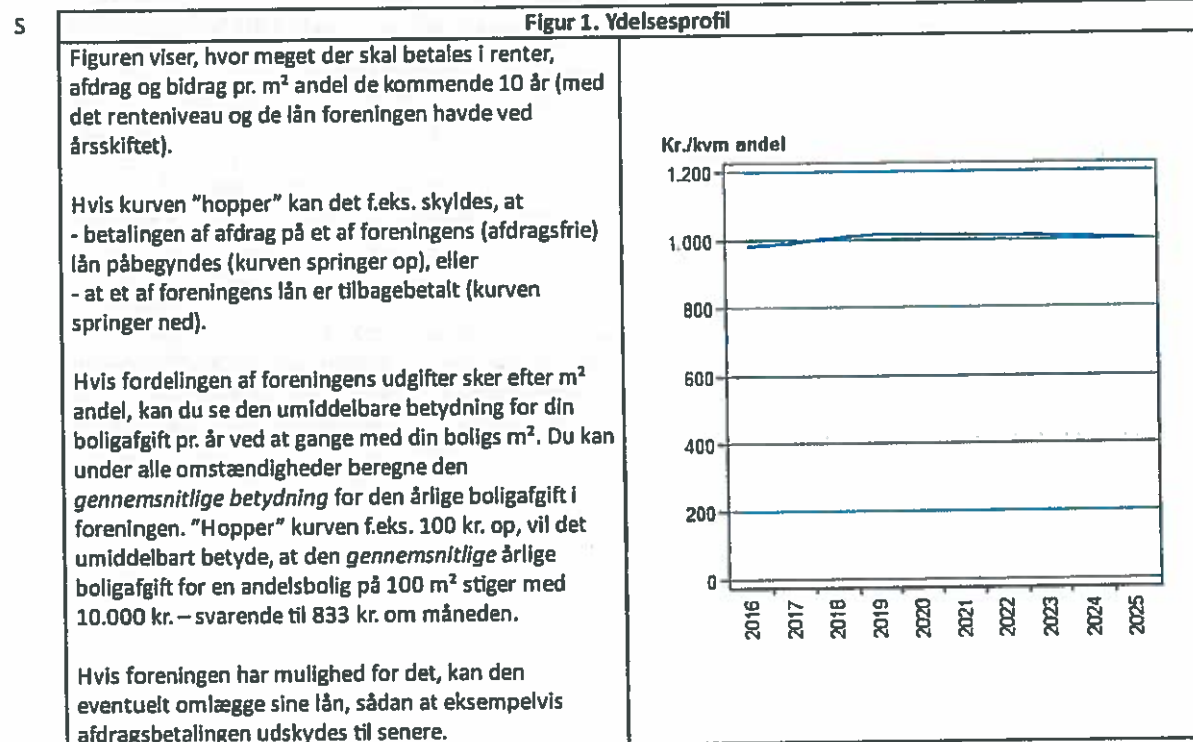 S
Figur 1. Ydelsesprofil
Figuren viser, hvor meget der skal betales i renter,
afdrag og bidrag pr. m² andel de kommende 10 år (med
det renteniveau og de lån foreningen havde ved
årsskiftet).
Hvis kurven "hopper" kan det f.eks. skyldes, at
- betalingen af afdrag på et af foreningens (afdragsfrie)
lån påbegyndes (kurven springer op), eller
- at et af foreningens lån er tilbagebetalt (kurven
springer ned).
Hvis fordelingen af foreningens udgifter sker efter m²
andel, kan du se den umiddelbare betydning for din
boligafgift pr. år ved at gange med din boligs m². Du kan
under alle omstændigheder beregne den
gennemsnitlige betydning for den årlige boligafgift i
foreningen. "Hopper" kurven f.eks. 100 kr. op, vil det
umiddelbart betyde, at den gennemsnitlige årlige
boligafgift for en andelsbolig på 100 m² stiger med
10.000 kr. – svarende til 833 kr. om måneden.
Hvis foreningen har mulighed for det, kan den
eventuelt omlægge sine lån, sådan at eksempelvis
afdragsbetalingen udskydes til senere.
Kr./kvm andel
1.200
1.000
800
600
400
200
0
2016
2017
2018
2019
2020
2021
2022
2023
2024
2025